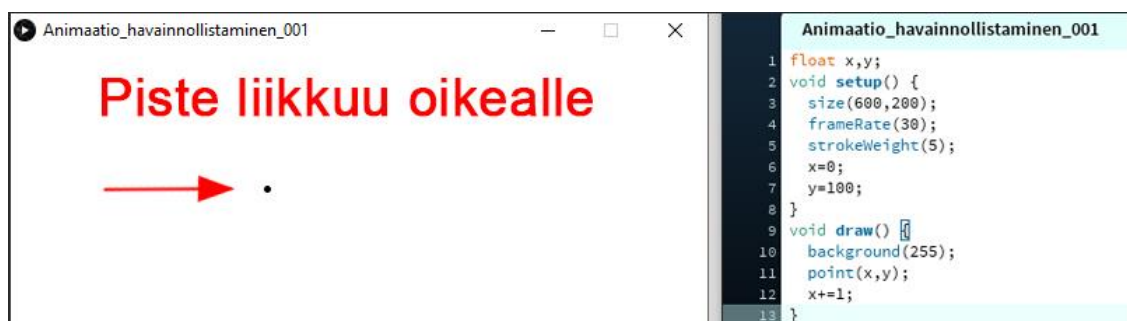 Animaatio_havainnollistaminen_001
Piste liikkuu oikealle
Animaatio_havainnollistaminen_001
1 float x,y;
2 void setup() {
3 size(600,200);
4 frameRate(30);
5 strokeWeight(5);
6 x=0;
7 y=100;
8 }
9 void draw() {
10 background(255);
11 point(x,y);
12 x+=1;
13 }